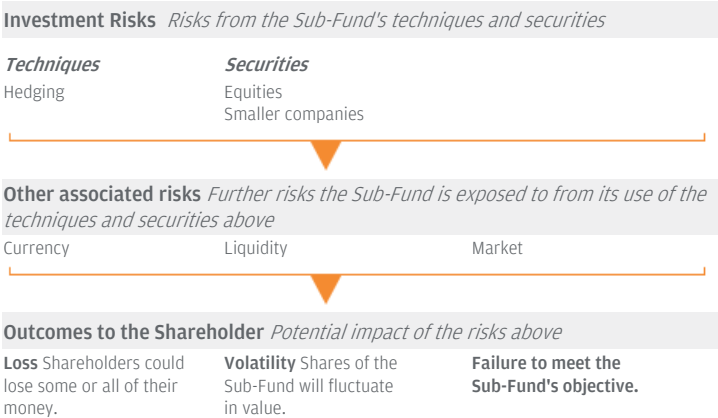 Investment Risks Risks from the Sub-Fund's techniques and securities
Techniques Securities
Hedging Equities
Smaller companies
Other associated risks Further risks the Sub-Fund is exposed to from its use of the
techniques and securities above
Currency Liquidity Market
Outcomes to the Shareholder Potential impact of the risks above
Loss Shareholders could
lose some or all of their
money.
Volatility Shares of the
Sub-Fund will fluctuate
in value.
Failure to meet the
Sub-Fund's objective.